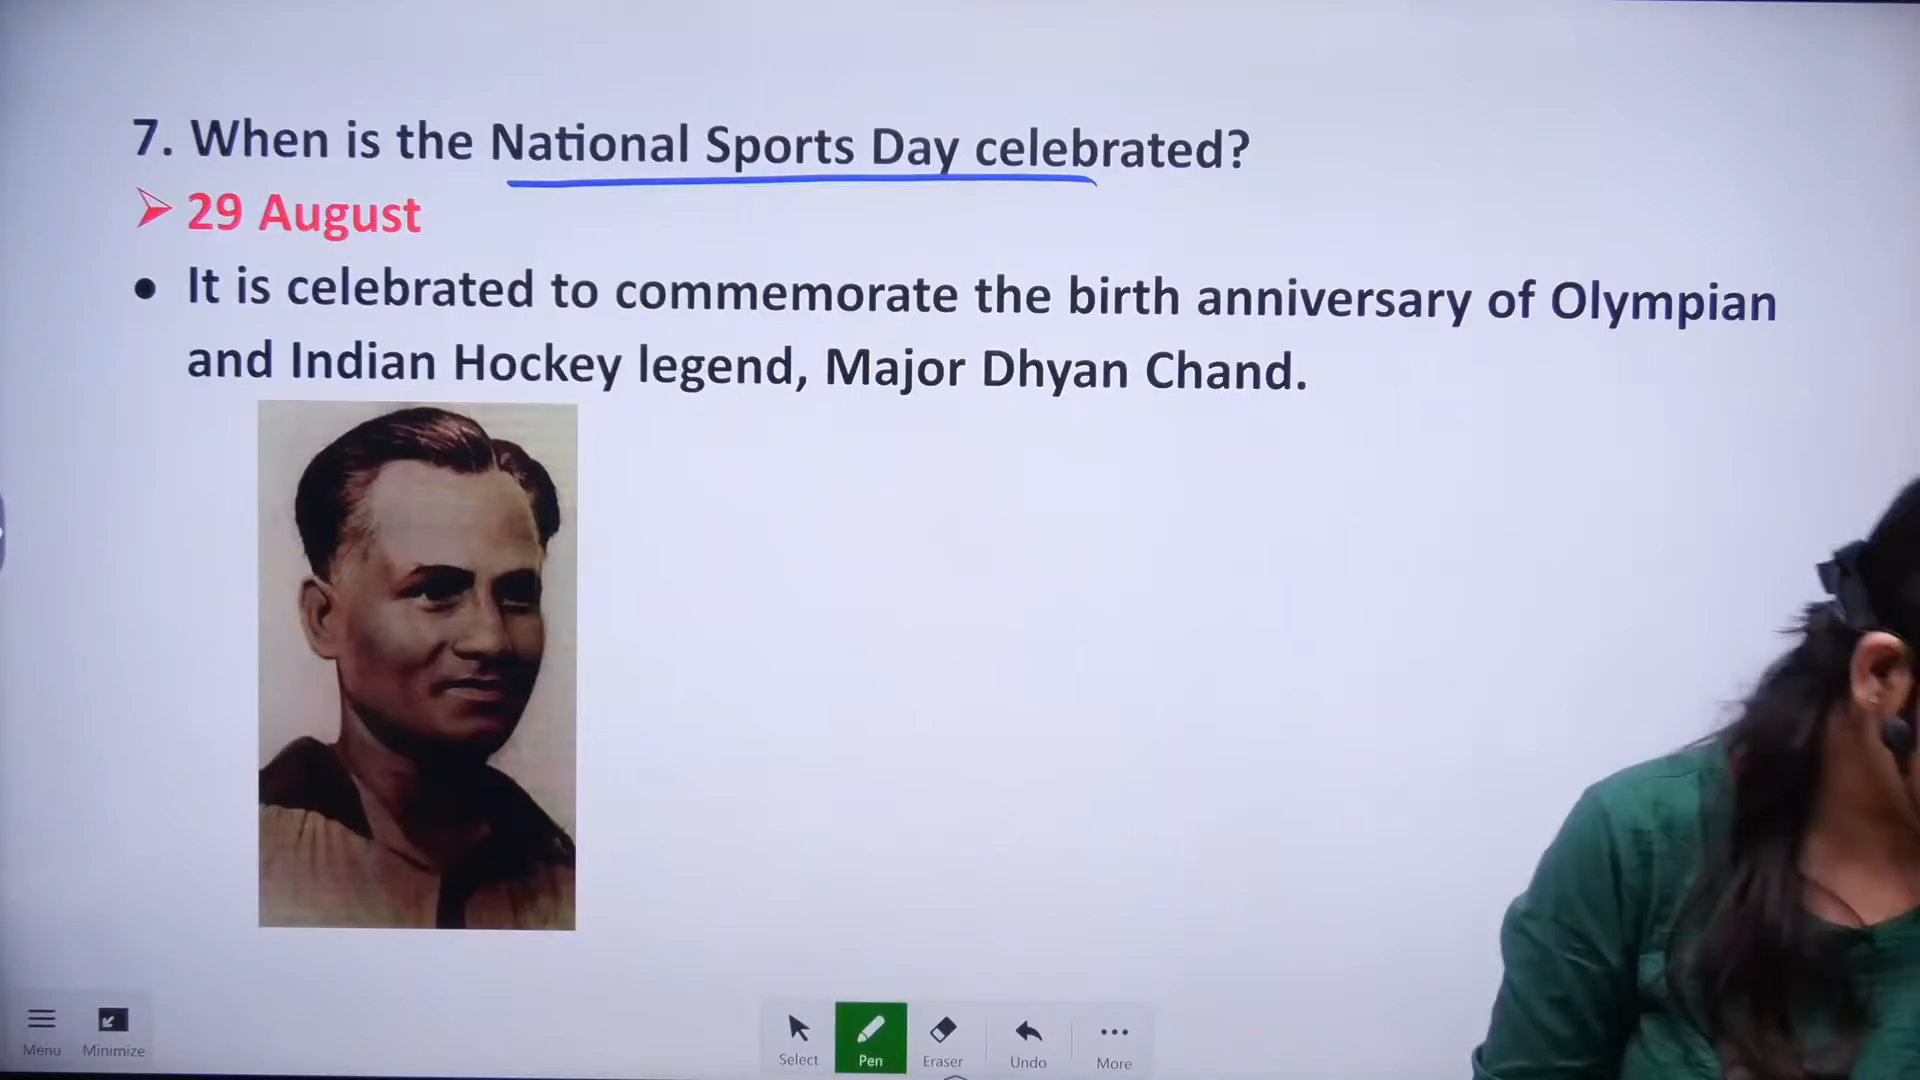 7. When is the National Sports Day celebrated?
29 August
It is celebrated to commemorate the birth anniversary of Olympian
and Indian Hockey legend, Major Dhyan Chand.
Menu Minimize Select Pen Eraser Undo More